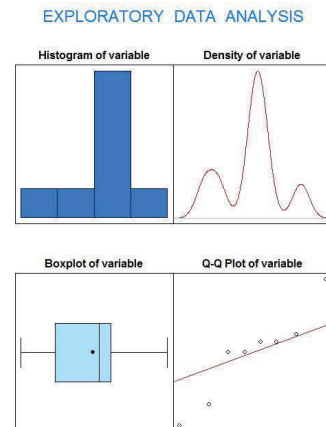 EXPLORATORY DATA ANALYSIS
Histogram of variable
Density of variable
Boxplot of variable
Q-Q Plot of variable